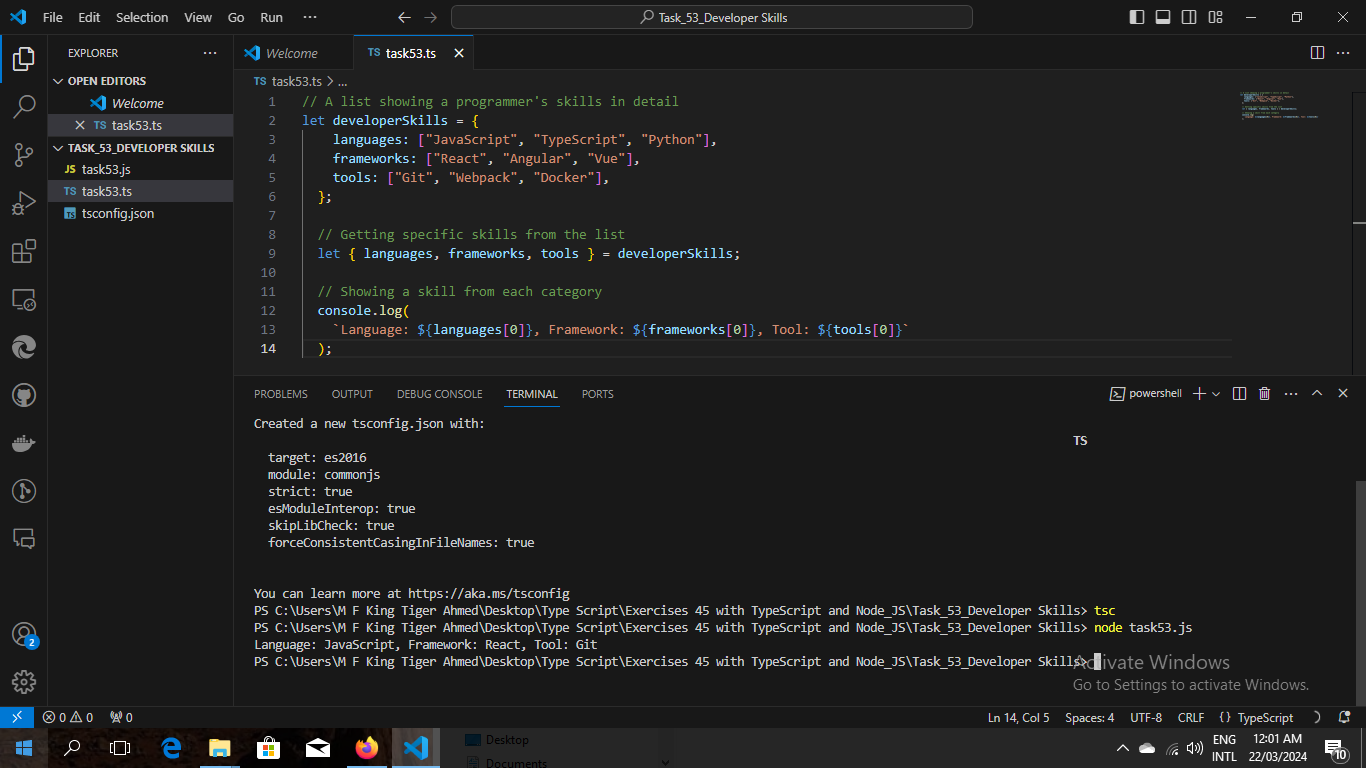 File Edit Selection View Go Run ··· Task_53_Developer Skills
EXPLORER ···
OPEN EDITORS
Welcome
TS task53.ts
TASK_53_DEVELOPER SKILLS
JS task53.js
TS task53.ts
TS tsconfig.json
Welcome TS task53.ts
TS task53.ts > ...
1 // A list showing a programmer's skills in detail
2 let developerSkills = {
3 languages: ["JavaScript", "TypeScript", "Python"],
4 frameworks: ["React", "Angular", "Vue"],
5 tools: ["Git", "Webpack", "Docker"],
6 };
7
8 // Getting specific skills from the list
9 let { languages, frameworks, tools } = developerSkills;
10
11 // Showing a skill from each category
12 console.log(
13 `Language: ${languages[0]}, Framework: ${frameworks[0]}, Tool: ${tools[0]}`
14 );
PROBLEMS OUTPUT DEBUG CONSOLE TERMINAL PORTS powershell
Created a new tsconfig.json with:
TS
target: es2016
module: commonjs
strict: true
esModuleInterop: true
skipLibCheck: true
forceConsistentCasingInFileNames: true
You can learn more at https://aka.ms/tsconfig
PS C:\Users\M F King Tiger Ahmed\Desktop\Type Script\Exercises 45 with TypeScript and Node_JS\Task_53_Developer Skills> tsc
PS C:\Users\M F King Tiger Ahmed\Desktop\Type Script\Exercises 45 with TypeScript and Node_JS\Task_53_Developer Skills> node task53.js
Language: JavaScript, Framework: React, Tool: Git
PS C:\Users\M F King Tiger Ahmed\Desktop\Type Script\Exercises 45 with TypeScript and Node_JS\Task_53_Developer Skills>
Activate Windows
Go to Settings to activate Windows.
2
0 0 0 Ln 14, Col 5 Spaces: 4 UTF-8 CRLF {} TypeScript
Desktop
Documents
ENG
INTL
12:01 AM
22/03/2024
10